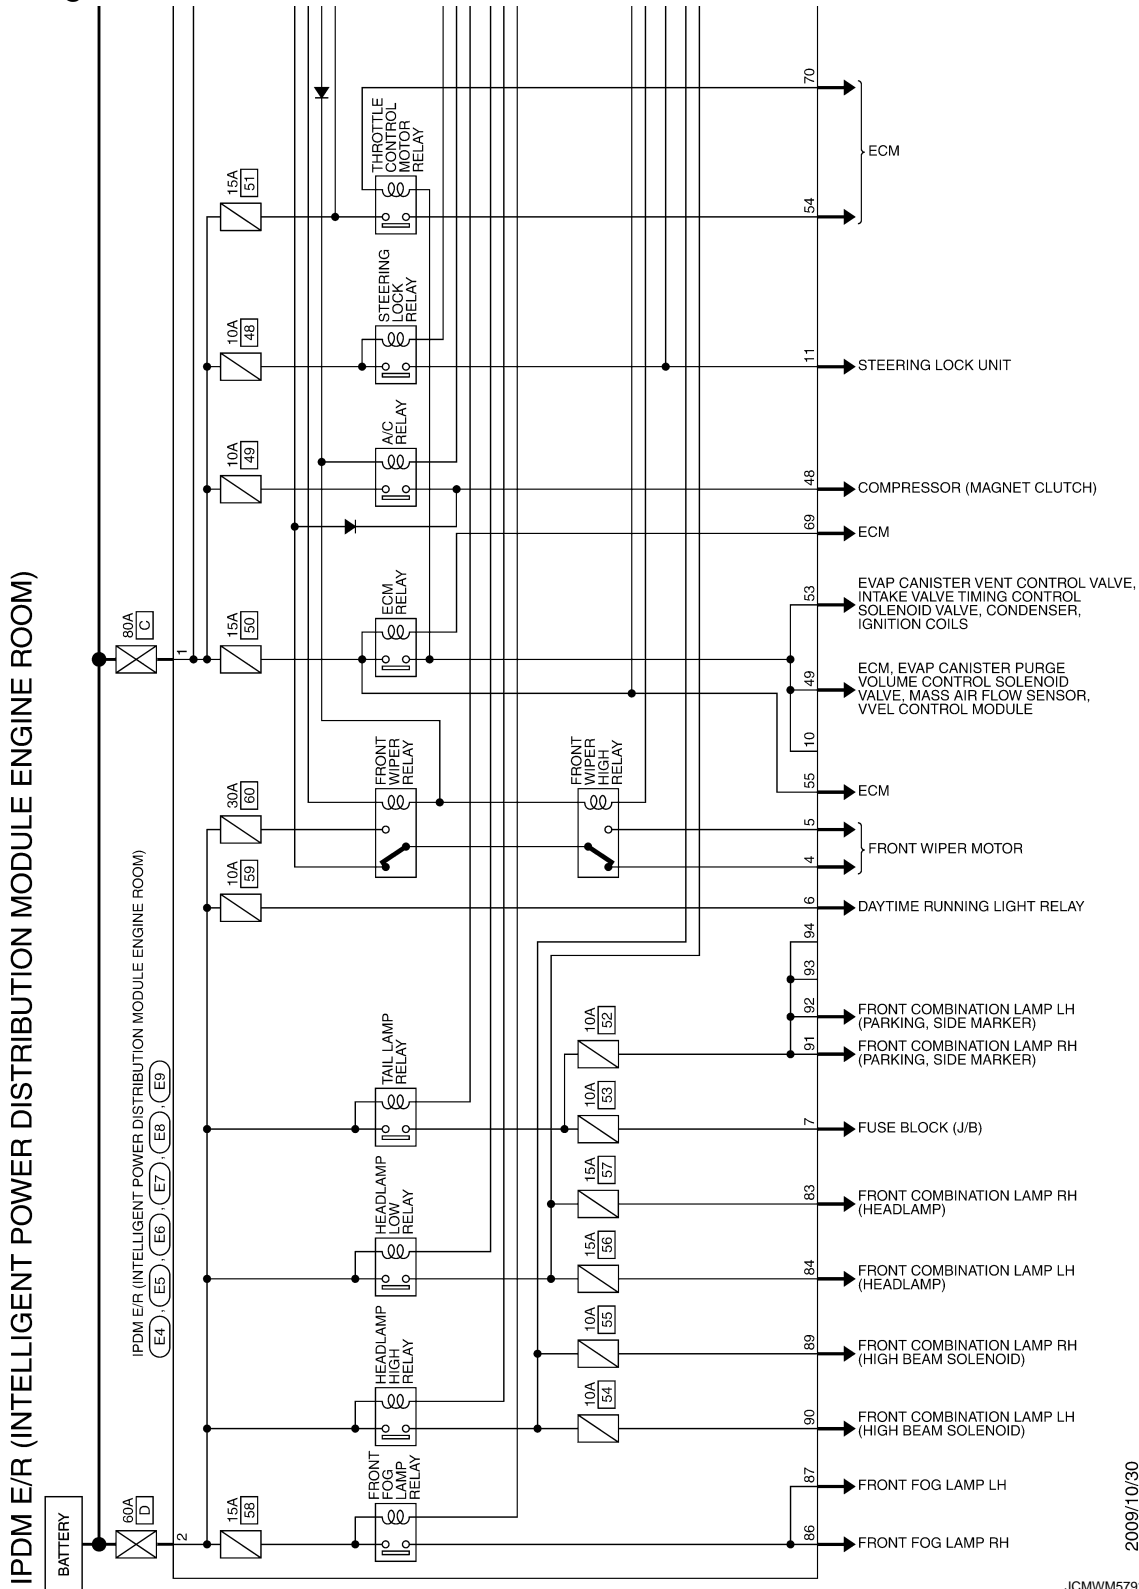 IPDM E/R (INTELLIGENT POWER DISTRIBUTION MODULE ENGINE ROOM)
BATTERY
IPDM E/R (INTELLIGENT POWER DISTRIBUTION MODULE ENGINE ROOM)
E4 , E5 , E6 , E7 , E8 , E9
70
THROTTLE
CONTROL
MOTOR
RELAY
ECM
15A
51
54
STEERING
LOCK
RELAY
10A
48
11
STEERING LOCK UNIT
A/C
RELAY
10A
49
48
COMPRESSOR (MAGNET CLUTCH)
69
ECM
ECM
RELAY
53
EVAP CANISTER VENT CONTROL VALVE,
INTAKE VALVE TIMING CONTROL
SOLENOID VALVE, CONDENSER,
IGNITION COILS
80A
C
1
15A
50
49
ECM, EVAP CANISTER PURGE
VOLUME CONTROL SOLENOID
VALVE, MASS AIR FLOW SENSOR,
VVEL CONTROL MODULE
10
FRONT
WIPER
RELAY
FRONT
WIPER
HIGH
RELAY
55
ECM
30A
60
5
4
FRONT WIPER MOTOR
10A
59
6
DAYTIME RUNNING LIGHT RELAY
94
93
92
FRONT COMBINATION LAMP LH
(PARKING, SIDE MARKER)
10A
52
91
FRONT COMBINATION LAMP RH
(PARKING, SIDE MARKER)
TAIL LAMP
RELAY
10A
53
7
FUSE BLOCK (J/B)
15A
57
83
FRONT COMBINATION LAMP RH
(HEADLAMP)
HEADLAMP
LOW
RELAY
15A
56
84
FRONT COMBINATION LAMP LH
(HEADLAMP)
10A
55
89
FRONT COMBINATION LAMP RH
(HIGH BEAM SOLENOID)
HEADLAMP
HIGH
RELAY
10A
54
90
FRONT COMBINATION LAMP LH
(HIGH BEAM SOLENOID)
87
FRONT FOG LAMP LH
FRONT
FOG
LAMP
RELAY
60A
D
2
15A
58
86
FRONT FOG LAMP RH
2009/10/30
JCMWM579